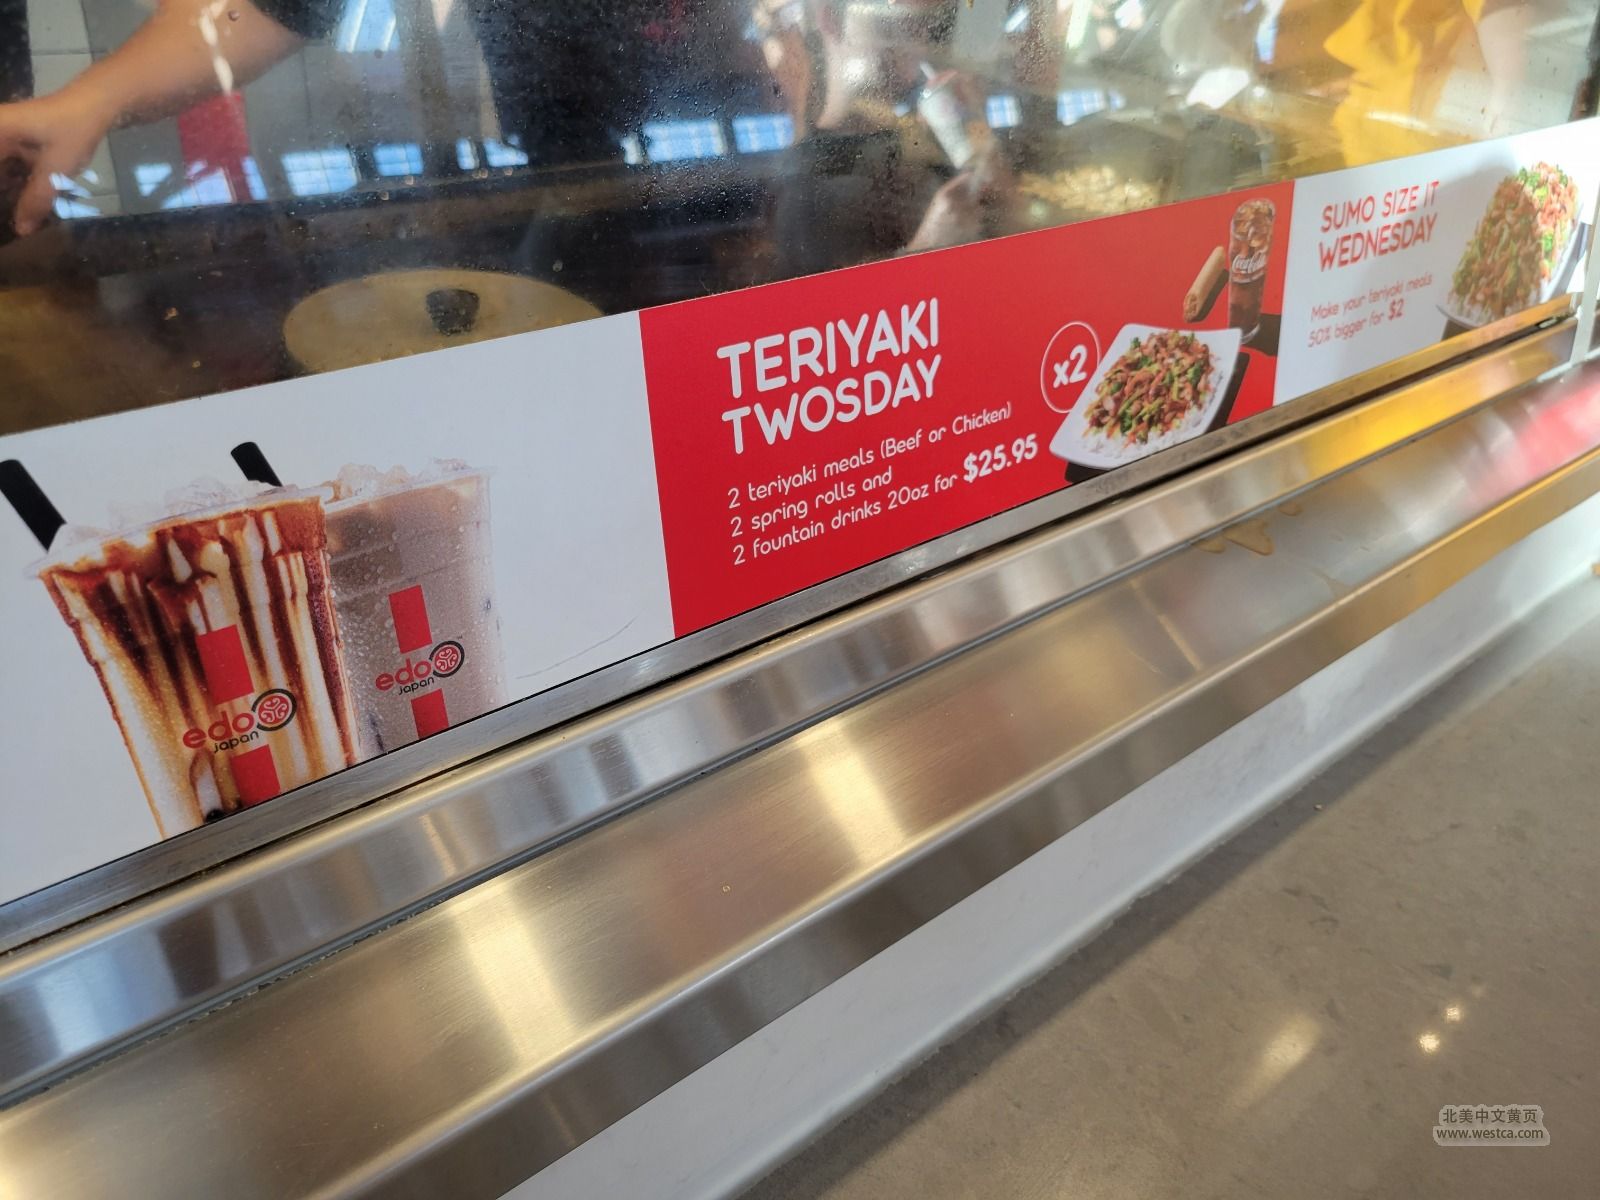 edo
japan
edo
japan
TERIYAKI
TWOSDAY
2 teriyaki meals (Beef or Chicken)
2 spring rolls and
2 fountain drinks 20oz for $25.95
x2
Coca-Cola
SUMO SIZE IT
WEDNESDAY
Make your teriyaki meals
50% bigger for $2
北美中文黄页
www.westca.com